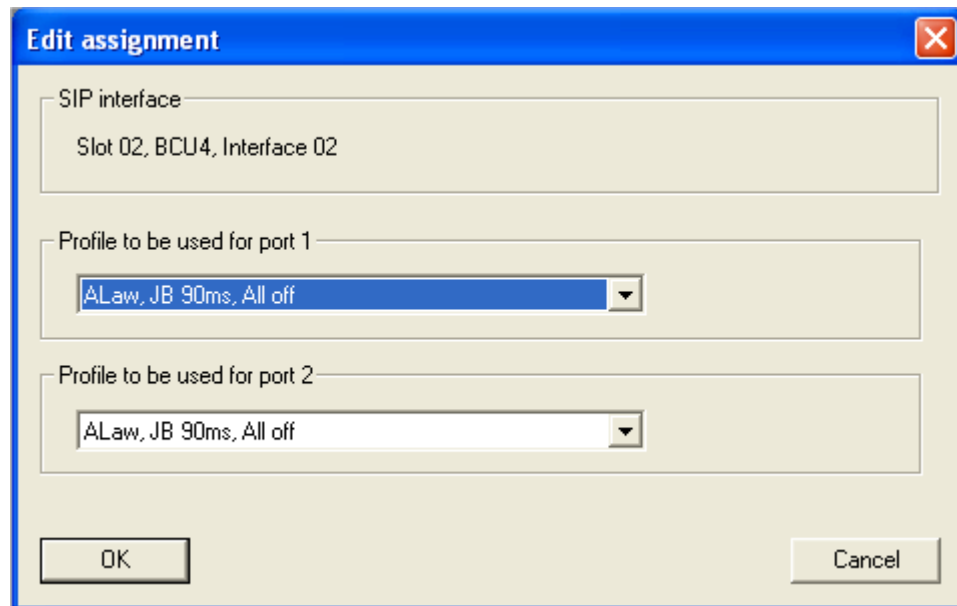 Edit assignment
SIP interface
Slot 02, BCU4, Interface 02
Profile to be used for port 1
ALaw, JB 90ms, All off
Profile to be used for port 2
ALaw, JB 90ms, All off
OK
Cancel